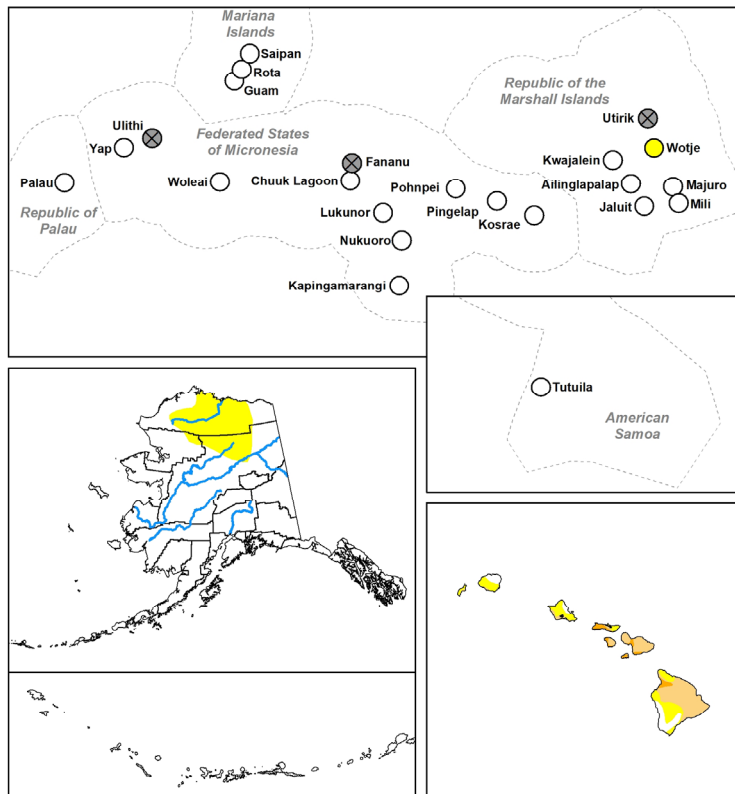 Mariana
Islands
Saipan
Rota
Guam
Republic of the
Marshall Islands
Ulithi
Yap
Federated States
of Micronesia
Utirik
Wotje
Fananu
Kwajalein
Palau
Woleai
Chuuk Lagoon
Pohnpei
Ailinglapalap
Majuro
Republic of
Palau
Lukunor
Pingelap
Kosrae
Jaluit
Mili
Nukuoro
Kapingamarangi
Tutuila
American
Samoa